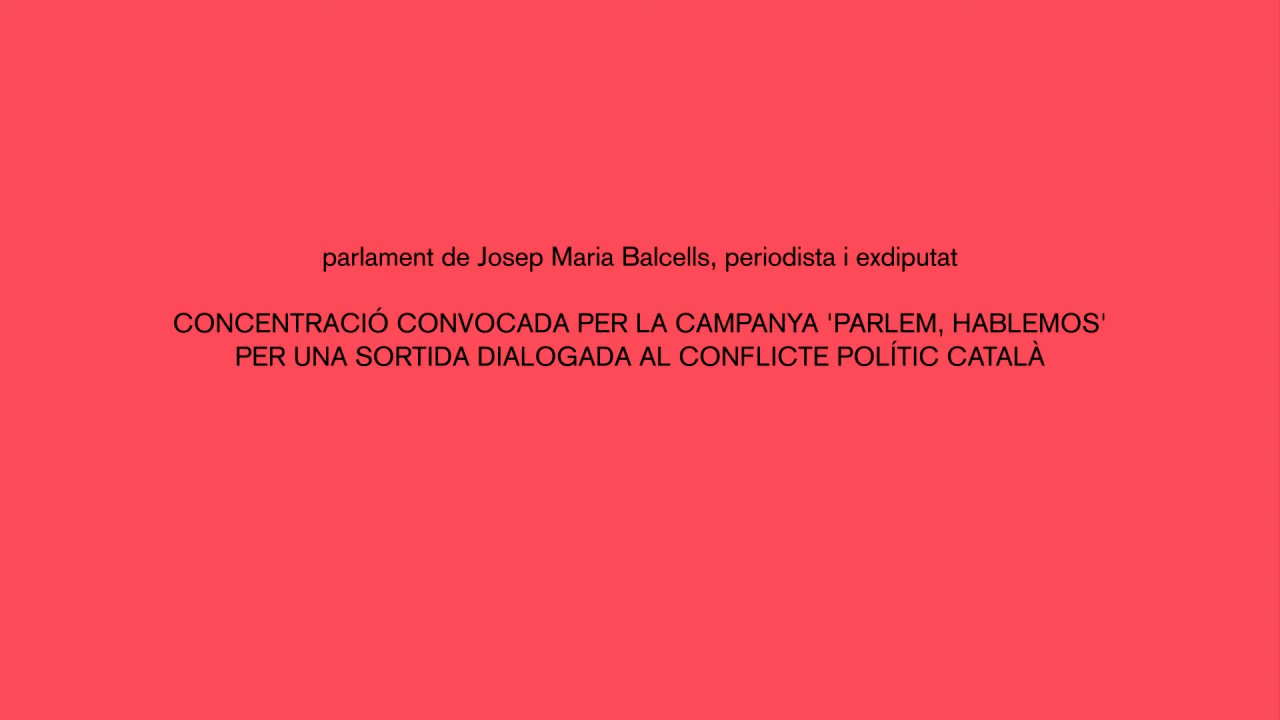 parlament de Josep Maria Balcells, periodista i exdiputat
CONCENTRACIÓ CONVOCADA PER LA CAMPANYA 'PARLEM, HABLEMOS'
PER UNA SORTIDA DIALOGADA AL CONFLICTE POLÍTIC CATALÀ